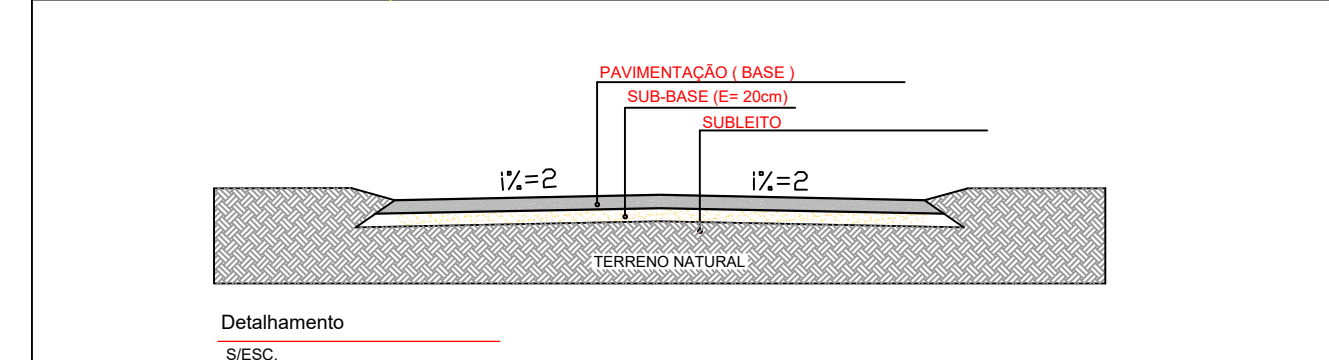 PAVIMENTAÇÃO ( BASE )
SUB-BASE (E= 20cm)
SUBLEITO
i%=2 i%=2
TERRENO NATURAL
Detalhamento
S/ESC.